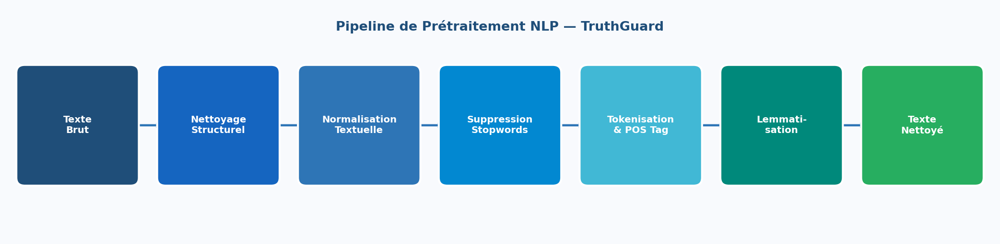 Pipeline de Prétraitement NLP — TruthGuard
Texte
Brut
Nettoyage
Structurel
Normalisation
Textuelle
Suppression
Stopwords
Tokenisation
& POS Tag
Lemmati-
sation
Texte
Nettoyé